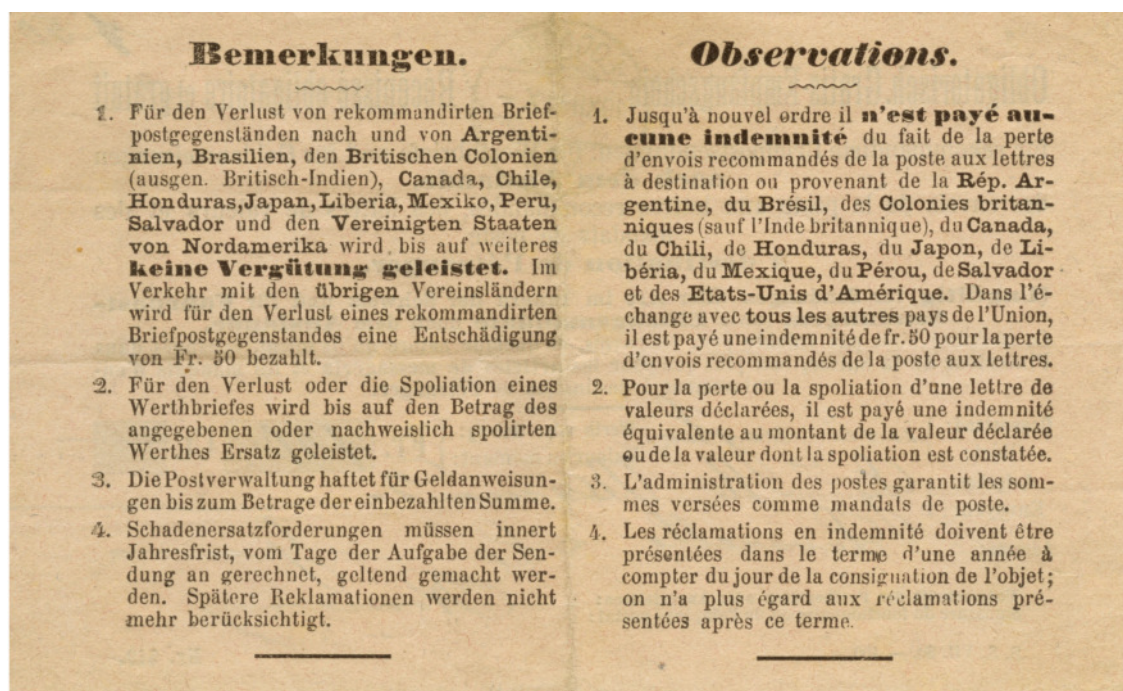 Bemerkungen.
1. Für den Verlust von rekommandirten Brief-
postgegenständen nach und von Argenti-
nien, Brasilien, den Britischen Colonien
(ausgen. Britisch-Indien), Canada, Chile,
Honduras, Japan, Liberia, Mexiko, Peru,
Salvador und den Vereinigten Staaten
von Nordamerika wird bis auf weiteres
keine Vergütung geleistet. Im
Verkehr mit den übrigen Vereinsländern
wird für den Verlust eines rekommandirten
Briefpostgegenstandes eine Entschädigung
von Fr. 50 bezahlt.
2. Für den Verlust oder die Spoliation eines
Werthbriefes wird bis auf den Betrag des
angegebenen oder nachweislich spolirten
Werthes Ersatz geleistet.
3. Die Postverwaltung haftet für Geldanweisun-
gen bis zum Betrage der einbezahlten Summe.
4. Schadenersatzforderungen müssen innert
Jahresfrist, vom Tage der Aufgabe der Sen-
dung an gerechnet, geltend gemacht wer-
den. Spätere Reklamationen werden nicht
mehr berücksichtigt.
Observations.
1. Jusqu'à nouvel ordre il n'est payé au-
cune indemnité du fait de la perte
d'envois recommandés de la poste aux lettres
à destination ou provenant de la Rép. Ar-
gentine, du Brésil, des Colonies britan-
niques (sauf l'Inde britannique), du Canada,
du Chili, de Honduras, du Japon, de Li-
béria, du Mexique, du Pérou, de Salvador
et des Etats-Unis d'Amérique. Dans l'é-
change avec tous les autres pays de l'Union,
il est payé une indemnité de fr. 50 pour la perte
d'envois recommandés de la poste aux lettres.
2. Pour la perte ou la spoliation d'une lettre de
valeurs déclarées, il est payé une indemnité
équivalente au montant de la valeur déclarée
ou de la valeur dont la spoliation est constatée.
3. L'administration des postes garantit les som-
mes versées comme mandats de poste.
4. Les réclamations en indemnité doivent être
présentées dans le terme d'une année à
compter du jour de la consignation de l'objet;
on n'a plus égard aux réclamations pré-
sentées après ce terme.